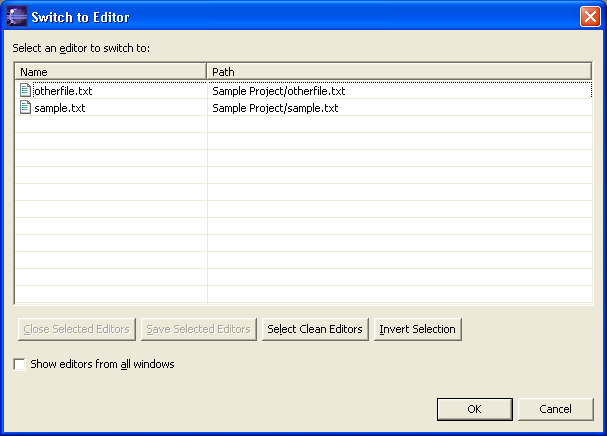 Switch to Editor
Select an editor to switch to:
Name Path
otherfile.txt Sample Project/otherfile.txt
sample.txt Sample Project/sample.txt
Close Selected Editors Save Selected Editors Select Clean Editors Invert Selection
Show editors from all windows
OK Cancel